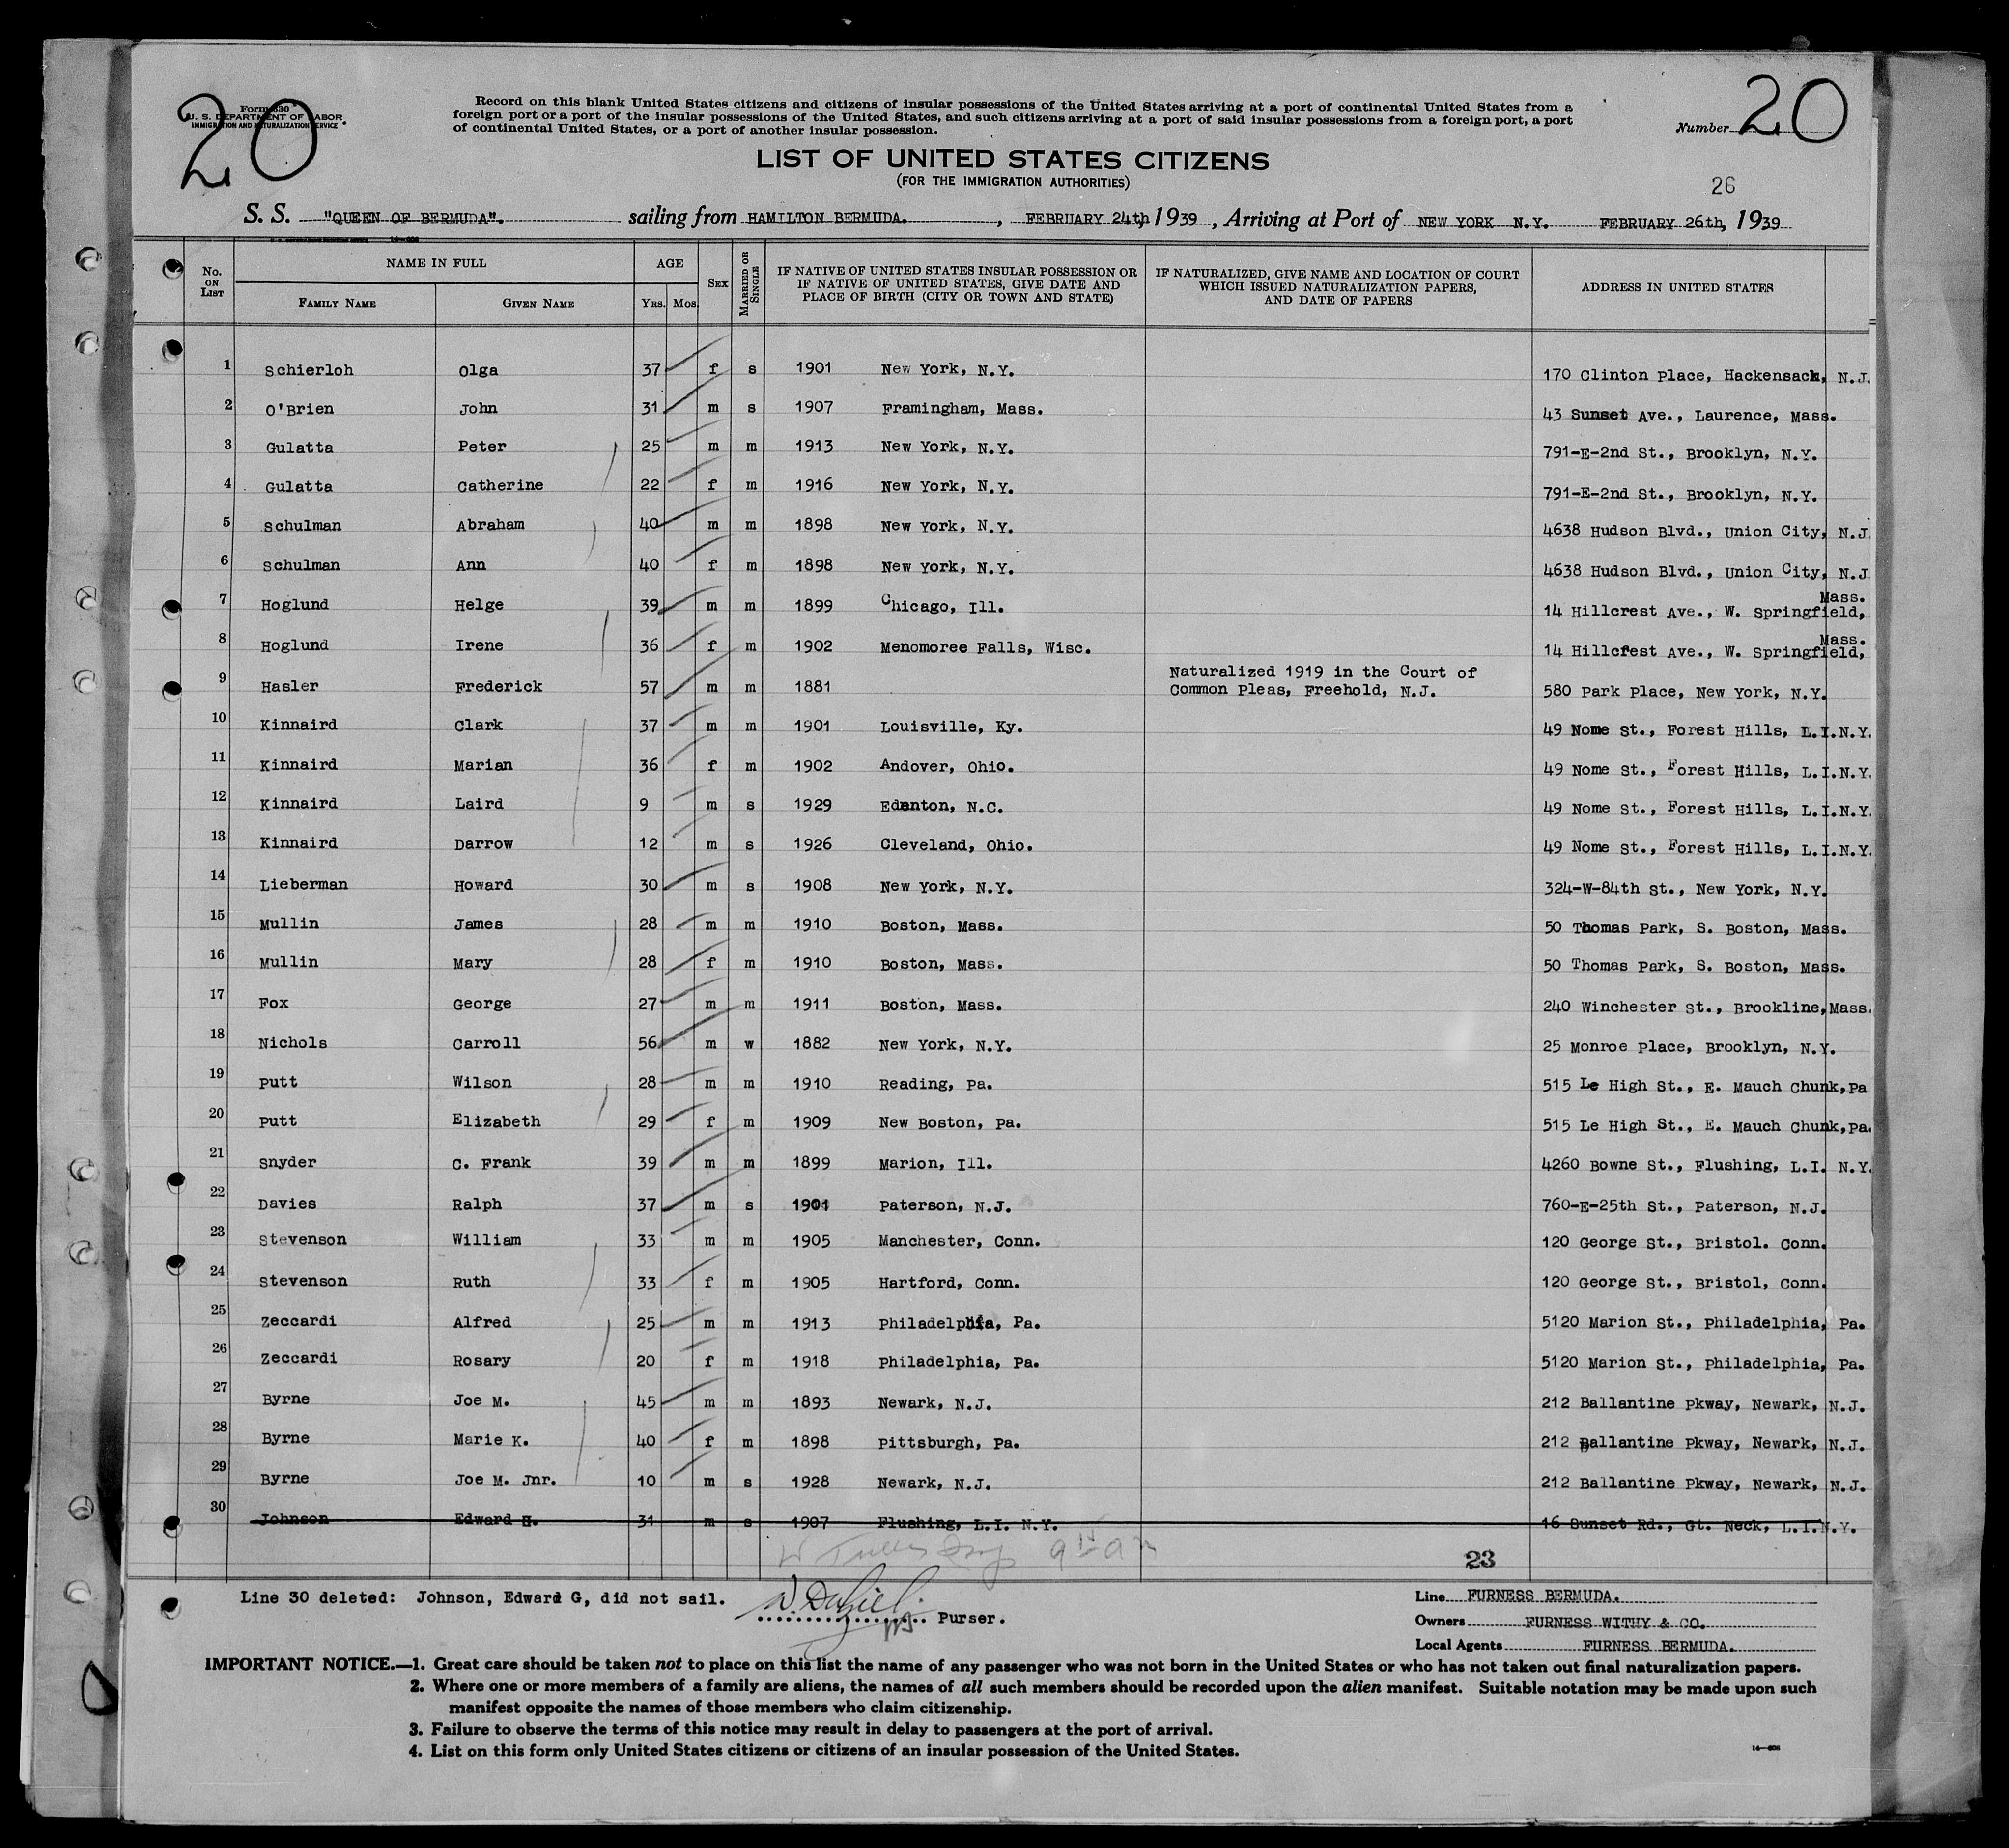 20
Form 630
U. S. DEPARTMENT OF LABOR
IMMIGRATION AND NATURALIZATION SERVICE
Record on this blank United States citizens and citizens of insular possessions of the United States arriving at a port of continental United States from a
foreign port or a port of the insular possessions of the United States, and such citizens arriving at a port of said insular possessions from a foreign port, a port
of continental United States, or a port of another insular possession.
Number 20
LIST OF UNITED STATES CITIZENS
(FOR THE IMMIGRATION AUTHORITIES)
26
S. S. "QUEEN OF BERMUDA". sailing from HAMILTON BERMUDA. , FEBRUARY 24th, 1939, Arriving at Port of NEW YORK N.Y. FEBRUARY 26th, 1939
No. ON LIST NAME IN FULL AGE SEX MARRIED OR SINGLE IF NATIVE OF UNITED STATES INSULAR POSSESSION OR IF NATIVE OF UNITED STATES, GIVE DATE AND PLACE OF BIRTH (CITY OR TOWN AND STATE) IF NATURALIZED, GIVE NAME AND LOCATION OF COURT WHICH ISSUED NATURALIZATION PAPERS, AND DATE OF PAPERS ADDRESS IN UNITED STATES
FAMILY NAME GIVEN NAME YRS. MOS.
1 Schierloh Olga 37 f s 1901 New York, N.Y. 170 Clinton Place, Hackensack, N.J.
2 O'Brien John 31 m s 1907 Framingham, Mass. 43 Sunset Ave., Laurence, Mass.
3 Gulatta Peter 25 m m 1913 New York, N.Y. 791-E-2nd St., Brooklyn, N.Y.
4 Gulatta Catherine 22 f m 1916 New York, N.Y. 791-E-2nd St., Brooklyn, N.Y.
5 Schulman Abraham 40 m m 1898 New York, N.Y. 4638 Hudson Blvd., Union City, N.J
6 Schulman Ann 40 f m 1898 New York, N.Y. 4638 Hudson Blvd., Union City, N.J
7 Hoglund Helge 39 m m 1899 Chicago, Ill. 14 Hillcrest Ave., W. Springfield, Mass.
8 Hoglund Irene 36 f m 1902 Menomoree Falls, Wisc. 14 Hillcrest Ave., W. Springfield, Mass.
9 Hasler Frederick 57 m m 1881 Naturalized 1919 in the Court of Common Pleas, Freehold, N.J. 580 Park Place, New York, N.Y.
10 Kinnaird Clark 37 m m 1901 Louisville, Ky. 49 Nome St., Forest Hills, L.I.N.Y.
11 Kinnaird Marian 36 f m 1902 Andover, Ohio. 49 Nome St., Forest Hills, L.I.N.Y.
12 Kinnaird Laird 9 m s 1929 Edenton, N.C. 49 Nome St., Forest Hills, L.I.N.Y.
13 Kinnaird Darrow 12 m s 1926 Cleveland, Ohio. 49 Nome St., Forest Hills, L.I.N.Y.
14 Lieberman Howard 30 m s 1908 New York, N.Y. 324-W-84th St., New York, N.Y.
15 Mullin James 28 m m 1910 Boston, Mass. 50 Thomas Park, S. Boston, Mass.
16 Mullin Mary 28 f m 1910 Boston, Mass. 50 Thomas Park, S. Boston, Mass.
17 Fox George 27 m m 1911 Boston, Mass. 240 Winchester St., Brookline, Mass.
18 Nichols Carroll 56 m w 1882 New York, N.Y. 25 Monroe Place, Brooklyn, N.Y.
19 Putt Wilson 28 m m 1910 Reading, Pa. 515 Le High St., E. Mauch Chunk, Pa
20 Putt Elizabeth 29 f m 1909 New Boston, Pa. 515 Le High St., E. Mauch Chunk, Pa.
21 Snyder C. Frank 39 m m 1899 Marion, Ill. 4260 Bowne St., Flushing, L.I. N.Y.
22 Davies Ralph 37 m s 1901 Paterson, N.J. 760-E-25th St., Paterson, N.J.
23 Stevenson William 33 m m 1905 Manchester, Conn. 120 George St., Bristol. Conn.
24 Stevenson Ruth 33 f m 1905 Hartford, Conn. 120 George St., Bristol, Conn.
25 Zeccardi Alfred 25 m m 1913 Philadelphia, Pa. 5120 Marion St., Philadelphia, Pa.
26 Zeccardi Rosary 20 f m 1918 Philadelphia, Pa. 5120 Marion St., Philadelphia, Pa.
27 Byrne Joe M. 45 m m 1893 Newark, N.J. 212 Ballantine Pkway, Newark, N.J.
28 Byrne Marie K. 40 f m 1898 Pittsburgh, Pa. 212 Ballantine Pkway, Newark, N.J.
29 Byrne Joe M. Jnr. 10 m s 1928 Newark, N.J. 212 Ballantine Pkway, Newark, N.J.
30 Johnson Edward G. 31 m s 1907 Flushing, L.I. N.Y. 16 Sunset Rd., Gt. Neck, L.I.N.Y.
23
Line 30 deleted: Johnson, Edward G, did not sail. Purser.
Line FURNESS BERMUDA.
Owners FURNESS WITHY & CO.
Local Agents FURNESS BERMUDA.
IMPORTANT NOTICE.—1. Great care should be taken not to place on this list the name of any passenger who was not born in the United States or who has not taken out final naturalization papers.
2. Where one or more members of a family are aliens, the names of all such members should be recorded upon the alien manifest. Suitable notation may be made upon such
manifest opposite the names of those members who claim citizenship.
3. Failure to observe the terms of this notice may result in delay to passengers at the port of arrival.
4. List on this form only United States citizens or citizens of an insular possession of the United States.